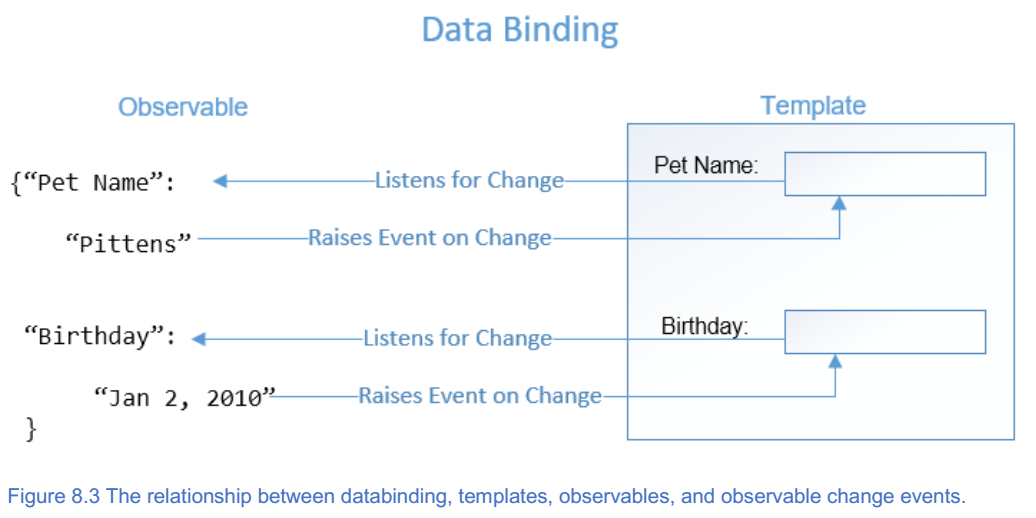 Data Binding
Observable
Template
{“Pet Name”:
Listens for Change
Pet Name:
“Pittens”
Raises Event on Change
“Birthday”:
Listens for Change
Birthday:
“Jan 2, 2010”
Raises Event on Change
}
Figure 8.3 The relationship between databinding, templates, observables, and observable change events.